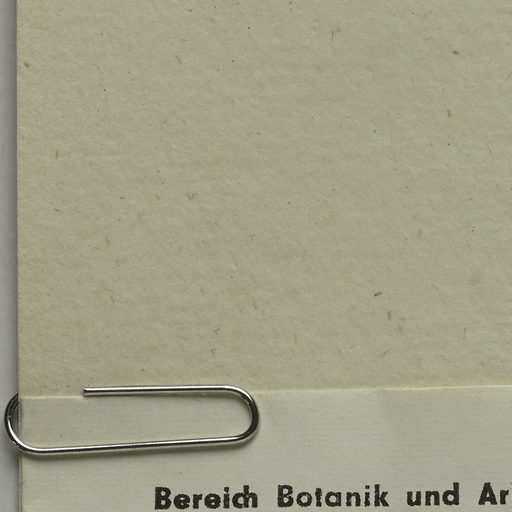 Bereich Botanik und Ar